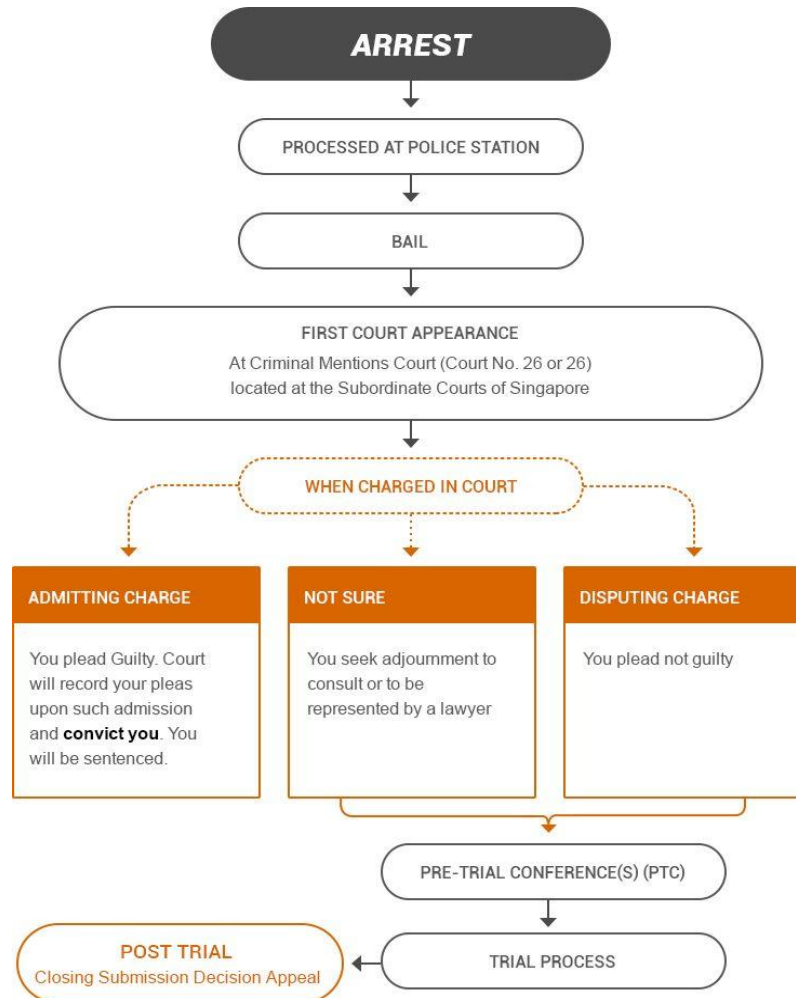 ARREST
PROCESSED AT POLICE STATION
BAIL
FIRST COURT APPEARANCE
At Criminal Mentions Court (Court No. 26 or 26)
located at the Subordinate Courts of Singapore
WHEN CHARGED IN COURT
ADMITTING CHARGE
You plead Guilty. Court
will record your pleas
upon such admission
and convict you. You
will be sentenced.
NOT SURE
You seek adjournment to
consult or to be
represented by a lawyer
DISPUTING CHARGE
You plead not guilty
PRE-TRIAL CONFERENCE(S) (PTC)
TRIAL PROCESS
POST TRIAL
Closing Submission Decision Appeal